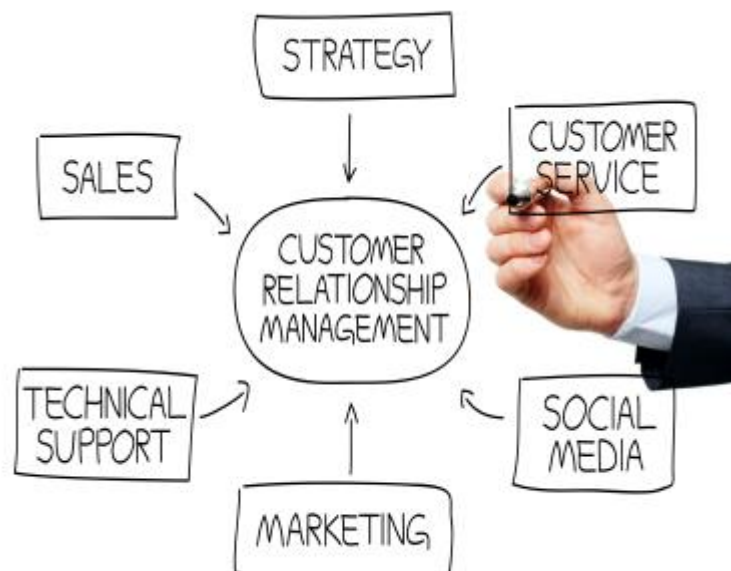 STRATEGY
SALES
CUSTOMER
SERVICE
CUSTOMER
RELATIONSHIP
MANAGEMENT
TECHNICAL
SUPPORT
SOCIAL
MEDIA
MARKETING